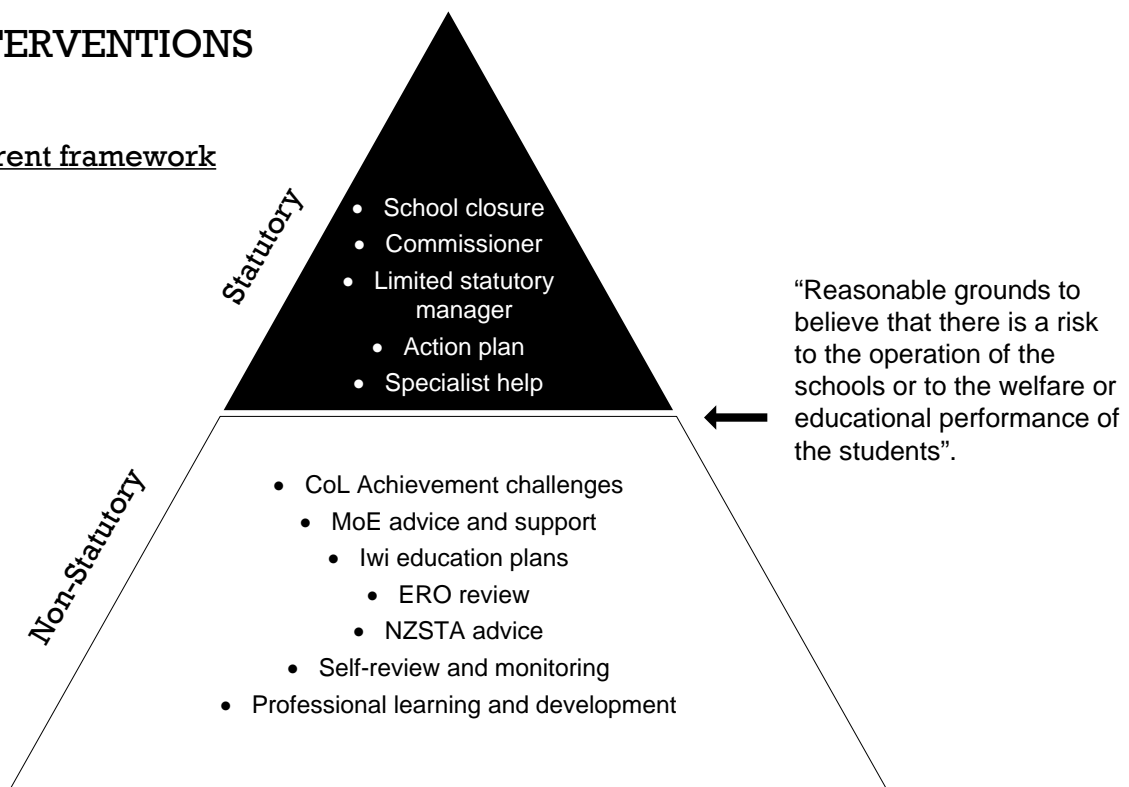 TERVENTIONS
rent framework
Statutory
• School closure
• Commissioner
• Limited statutory
manager
• Action plan
• Specialist help
“Reasonable grounds to
believe that there is a risk
to the operation of the
schools or to the welfare or
educational performance of
the students”.
Non-Statutory
• CoL Achievement challenges
• MoE advice and support
• Iwi education plans
• ERO review
• NZSTA advice
• Self-review and monitoring
• Professional learning and development